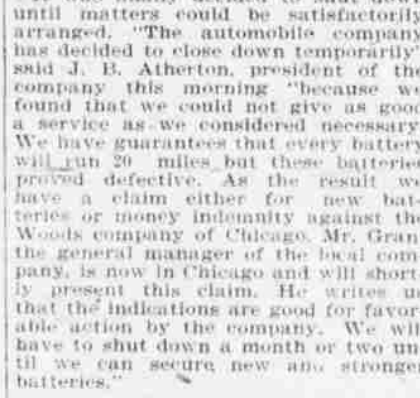 until matters could be satisfactorily
arranged. "The automobile company
has decided to close down temporarily"
said J. B. Atherton, president of the
company this morning "because we
found that we could not give as good
a service as we considered necessary.
We have guarantees that every battery
will run 20 miles but these batteries
proved defective. As the result we
have a claim either for new bat-
teries or money indemnity against the
Woods company of Chicago. Mr. Gran
the general manager of the local com-
pany, is now in Chicago and will short-
ly present this claim. He writes us
that the indications are good for favor-
able action by the company. We will
have to shut down a month or two un-
til we can secure new and stronger
batteries."